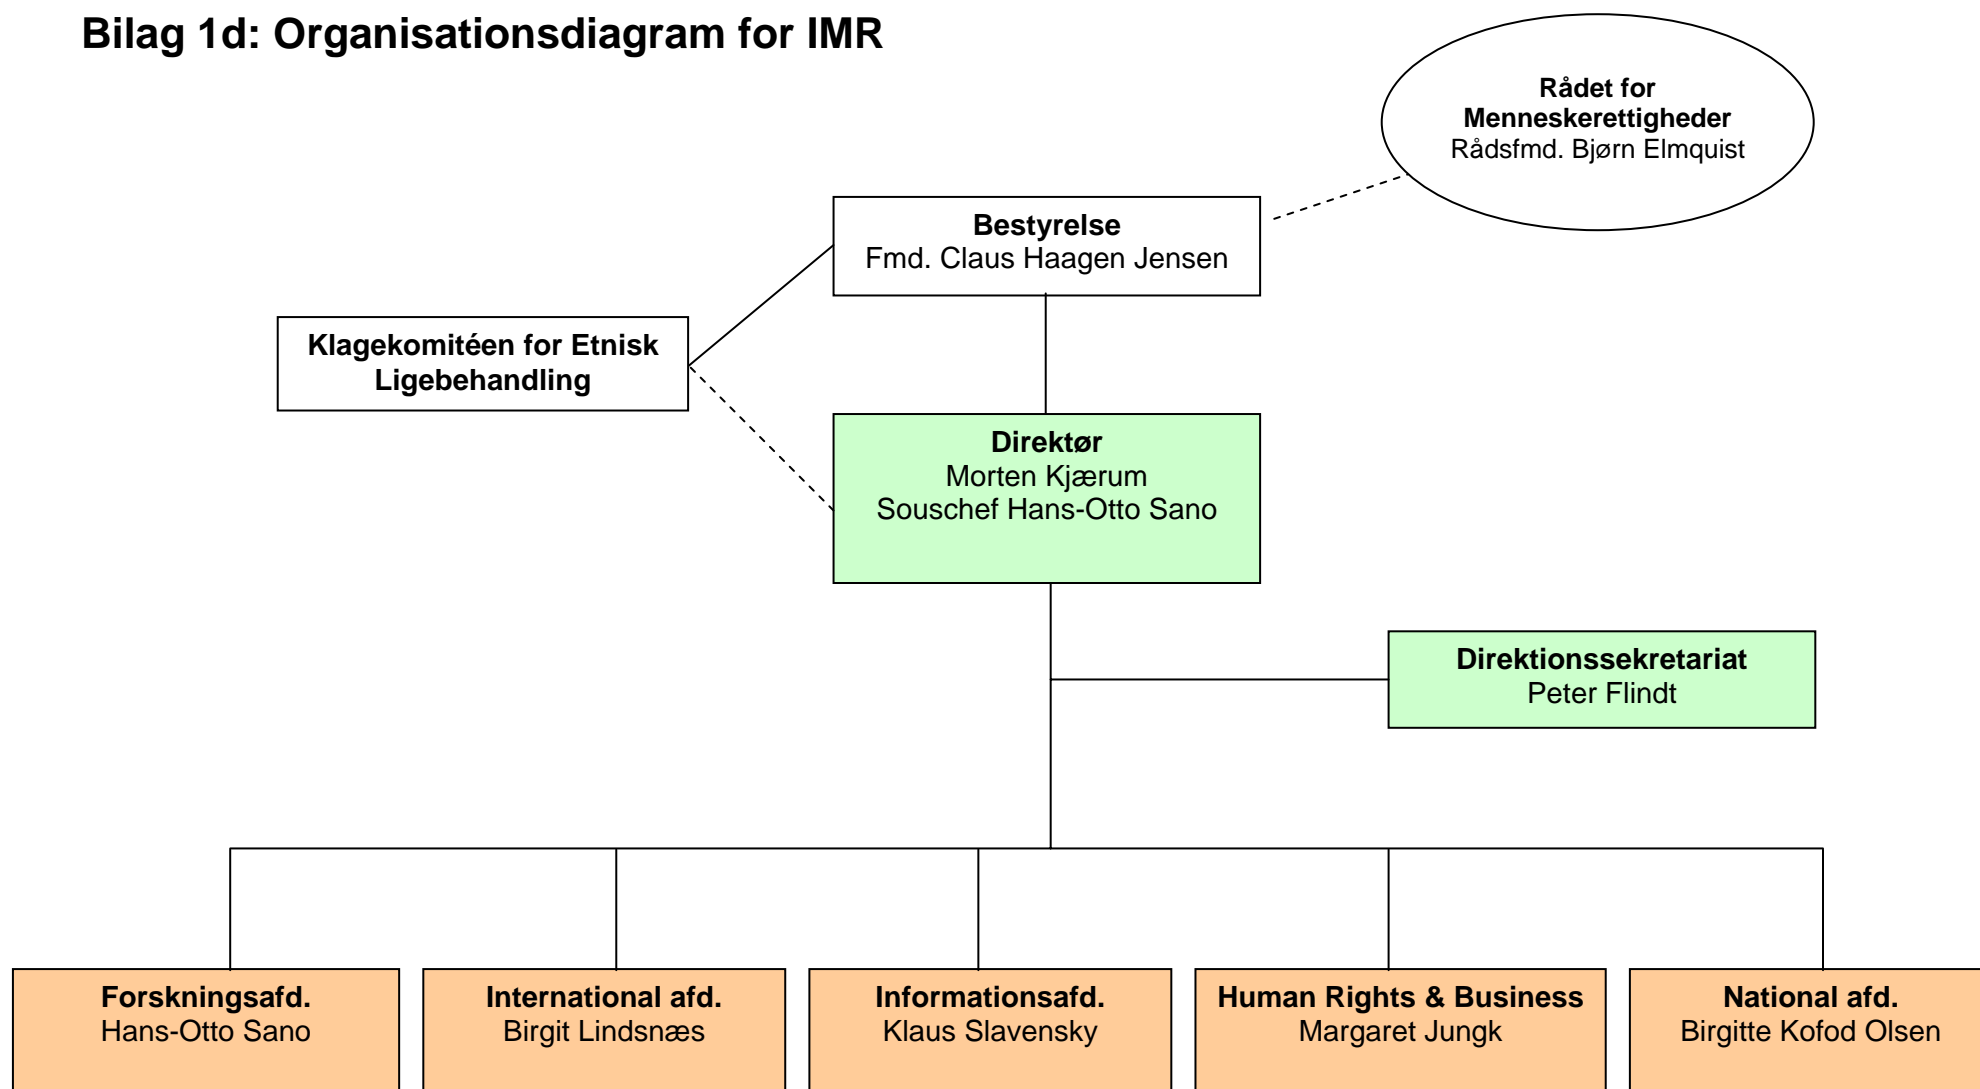 Bilag 1d: Organisationsdiagram for IMR
Rådet for
Menneskerettigheder
Rådsfmd. Bjørn Elmquist
Bestyrelse
Fmd. Claus Haagen Jensen
Klagekomitéen for Etnisk
Ligebehandling
Direktør
Morten Kjærum
Souschef Hans-Otto Sano
Direktionssekretariat
Peter Flindt
Forskningsafd.
Hans-Otto Sano
International afd.
Birgit Lindsnæs
Informationsafd.
Klaus Slavensky
Human Rights & Business
Margaret Jungk
National afd.
Birgitte Kofod Olsen